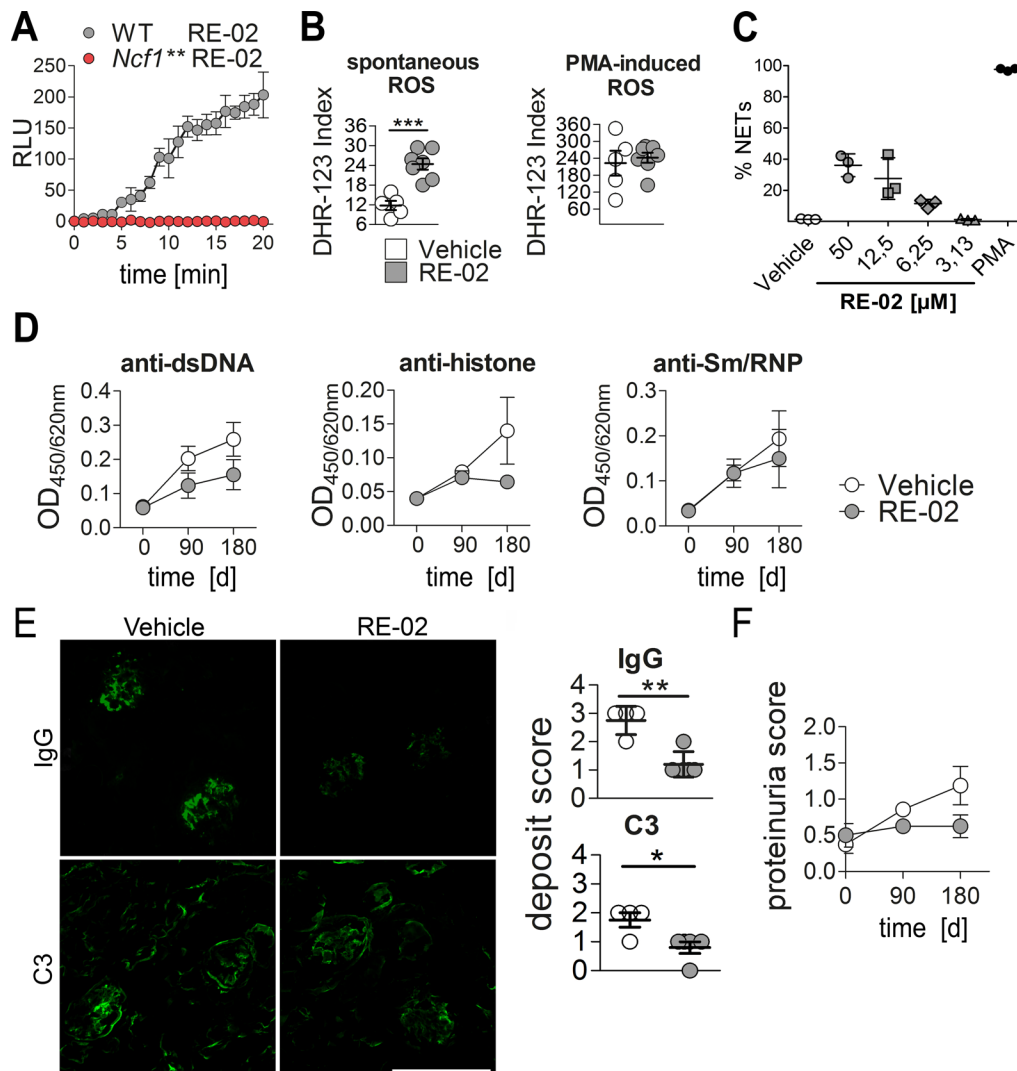 A
WT RE-02
Ncf1** RE-02
RLU
250
200
150
100
50
0
0 5 10 15 20
time [min]
B
spontaneous
ROS
DHR-123 Index
36
30
24
18
12
6
***
PMA-induced
ROS
DHR-123 Index
360
300
240
180
120
60
Vehicle
RE-02
C
% NETs
100
80
60
40
20
0
Vehicle 50 12,5 6,25 3,13 PMA
RE-02 [µM]
D
anti-dsDNA
OD450/620nm
0.4
0.3
0.2
0.1
0.0
0 90 180
time [d]
anti-histone
OD450/620nm
0.20
0.15
0.10
0.05
0.00
0 90 180
time [d]
anti-Sm/RNP
OD450/620nm
0.4
0.3
0.2
0.1
0.0
0 90 180
time [d]
Vehicle
RE-02
E
Vehicle RE-02
IgG
C3
deposit score
IgG
4
3
2
1
0
**
C3
4
3
2
1
0
*
F
proteinuria score
2.0
1.5
1.0
0.5
0.0
0 90 180
time [d]